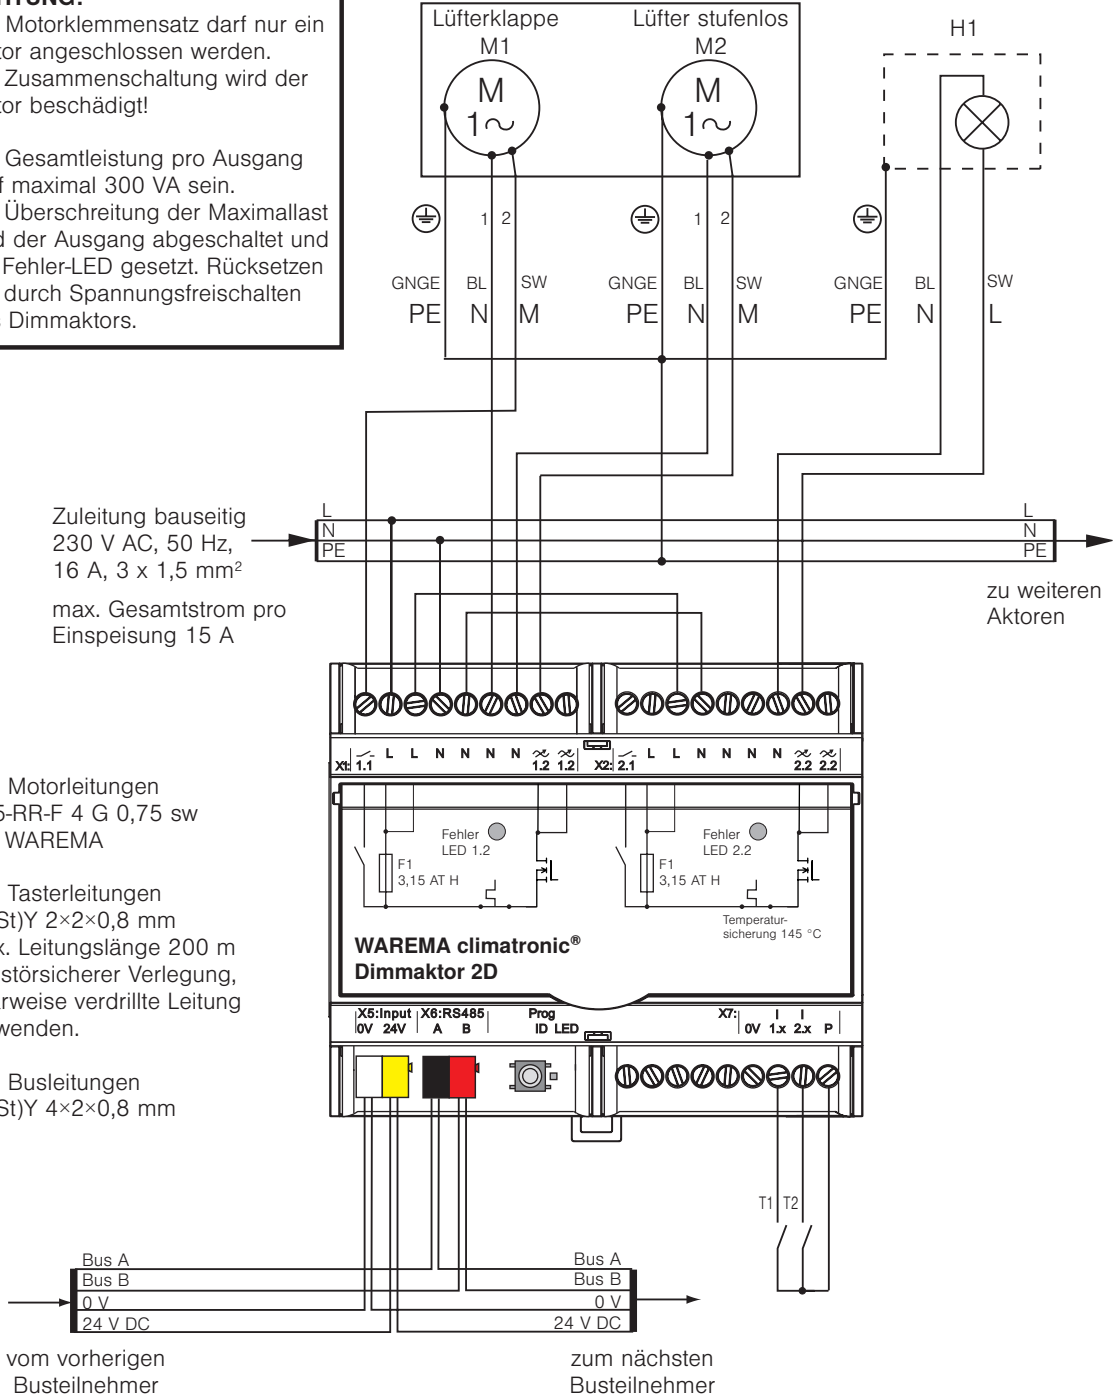 Motorklemmensatz darf nur ein
angeschlossen werden.
Zusammenschaltung wird der
beschädigt!
Gesamtleistung pro Ausgang
maximal 300 VA sein.
Überschreitung der Maximallast
der Ausgang abgeschaltet und
Fehler-LED gesetzt. Rücksetzen
durch Spannungsfreischalten
Dimmaktors.
Lüfterklappe
M1
M
1~
Lüfter stufenlos
M2
M
1~
H1
1 2
1 2
GNGE BL SW
PE N M
GNGE BL SW
PE N M
GNGE BL SW
PE N L
Zuleitung bauseitig
230 V AC, 50 Hz,
16 A, 3 x 1,5 mm²
max. Gesamtstrom pro
Einspeisung 15 A
L
N
PE
L
N
PE
zu weiteren
Aktoren
X1: 1.1 L L N N N N 1.2 1.2
X2: 2.1 L L N N N N 2.2 2.2
Fehler
LED 1.2
F1
3,15 AT H
Fehler
LED 2.2
F1
3,15 AT H
Temperatur-
sicherung 145 °C
WAREMA climatronic®
Dimmaktor 2D
X5:Input
0V 24V
X6:RS485
A B
Prog
ID LED
X7: I I
0V 1.x 2.x P
Motorleitungen
5-RR-F 4 G 0,75 sw
WAREMA
Tasterleitungen
St)Y 2×2×0,8 mm
Leitungslänge 200 m
störsicherer Verlegung,
verdrillte Leitung
Busleitungen
St)Y 4×2×0,8 mm
T1 T2
Bus A
Bus B
0 V
24 V DC
Bus A
Bus B
0 V
24 V DC
vom vorherigen
Busteilnehmer
zum nächsten
Busteilnehmer